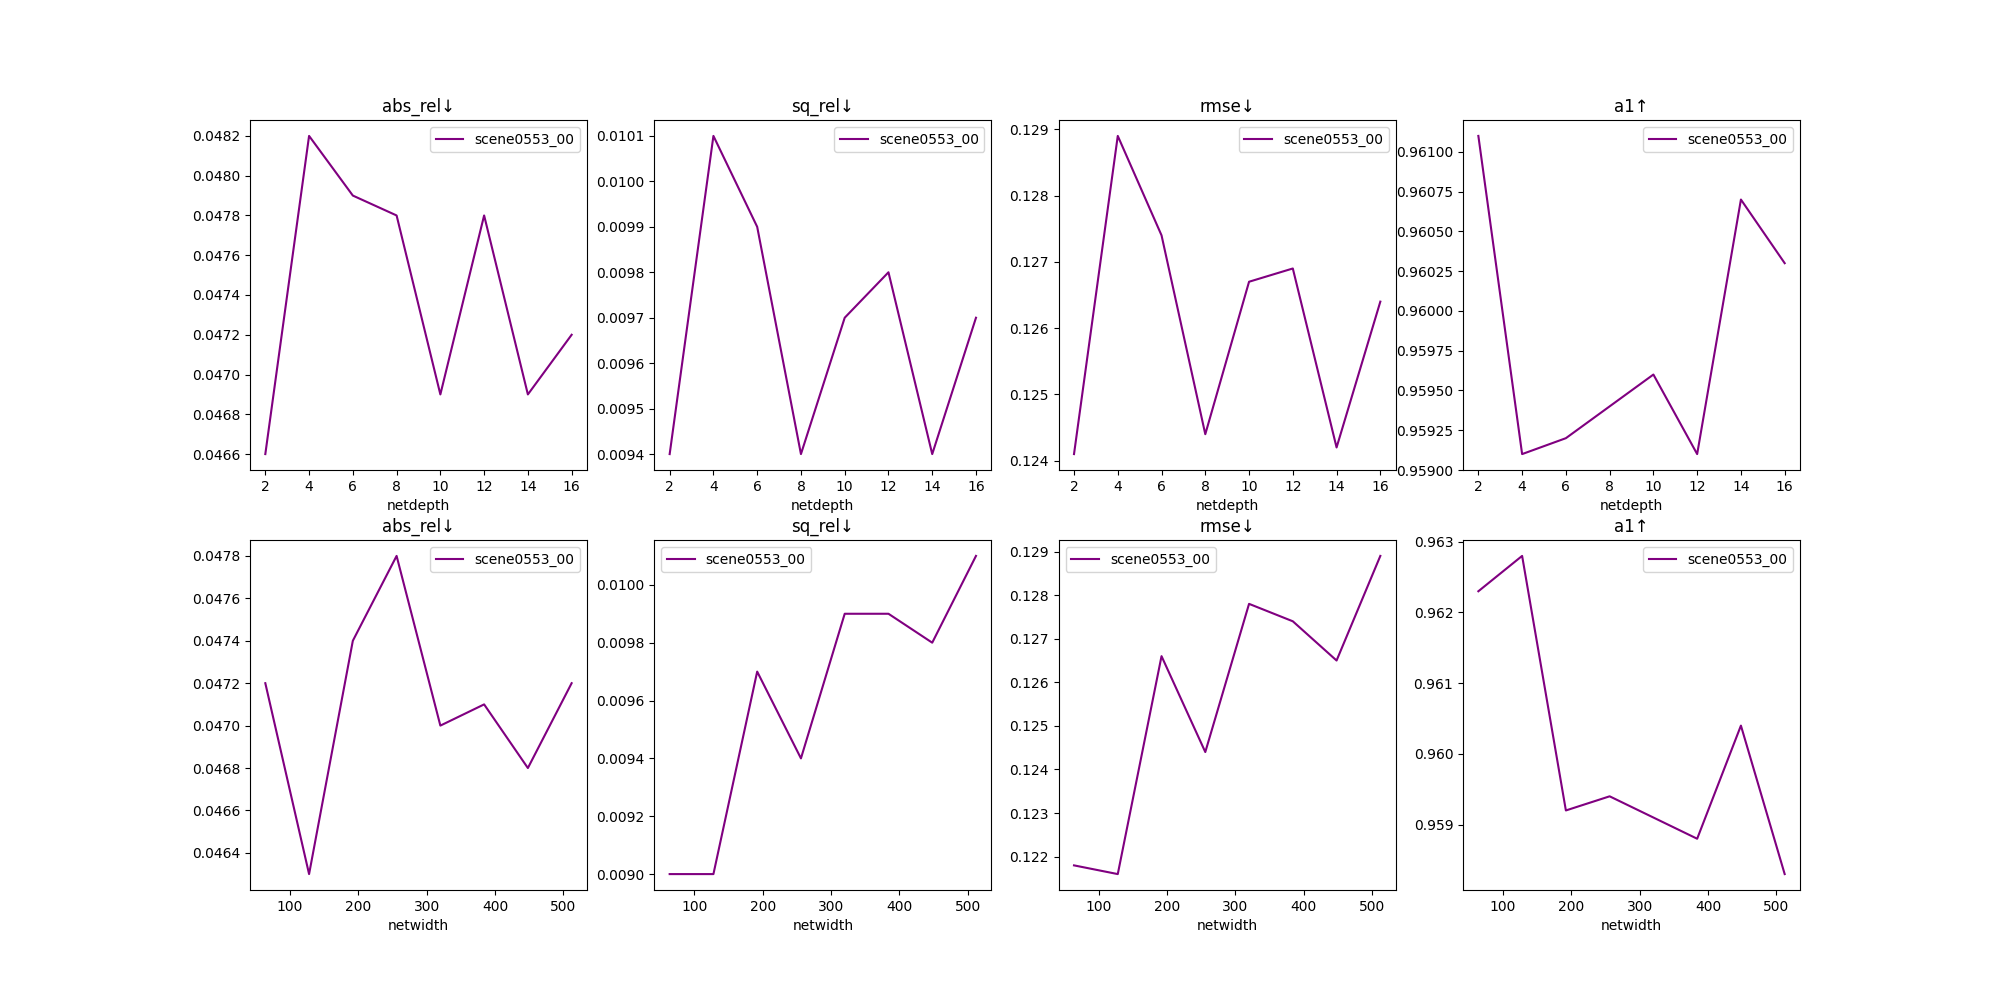 abs_rel↓
scene0553_00
0.0482
0.0480
0.0478
0.0476
0.0474
0.0472
0.0470
0.0468
0.0466
2 4 6 8 10 12 14 16
netdepth
sq_rel↓
scene0553_00
0.0101
0.0100
0.0099
0.0098
0.0097
0.0096
0.0095
0.0094
2 4 6 8 10 12 14 16
netdepth
rmse↓
scene0553_00
0.129
0.128
0.127
0.126
0.125
0.124
2 4 6 8 10 12 14 16
netdepth
a1↑
scene0553_00
0.96100
0.96075
0.96050
0.96025
0.96000
0.95975
0.95950
0.95925
0.95900
2 4 6 8 10 12 14 16
netdepth
abs_rel↓
scene0553_00
0.0478
0.0476
0.0474
0.0472
0.0470
0.0468
0.0466
0.0464
100 200 300 400 500
netwidth
sq_rel↓
scene0553_00
0.0100
0.0098
0.0096
0.0094
0.0092
0.0090
100 200 300 400 500
netwidth
rmse↓
scene0553_00
0.129
0.128
0.127
0.126
0.125
0.124
0.123
0.122
100 200 300 400 500
netwidth
a1↑
scene0553_00
0.963
0.962
0.961
0.960
0.959
100 200 300 400 500
netwidth